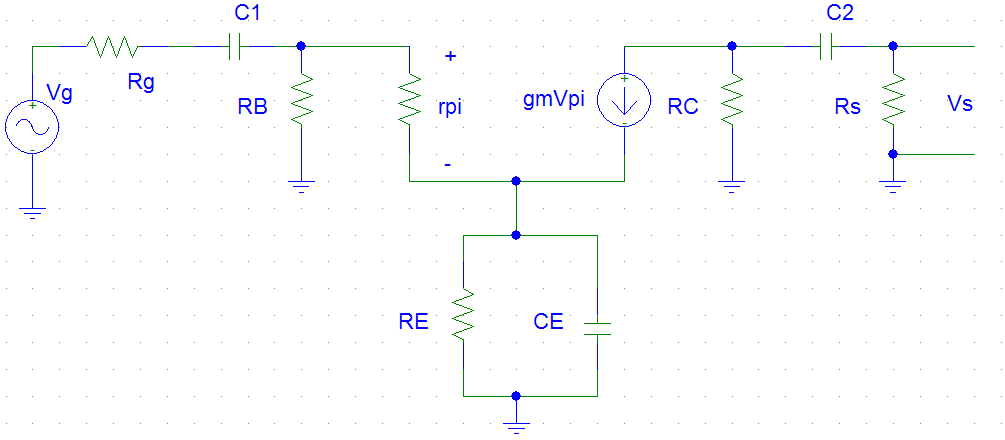 C1
C2
Vg
Rg
RB
+
rpi
-
gmVpi
RC
Rs
Vs
RE
CE